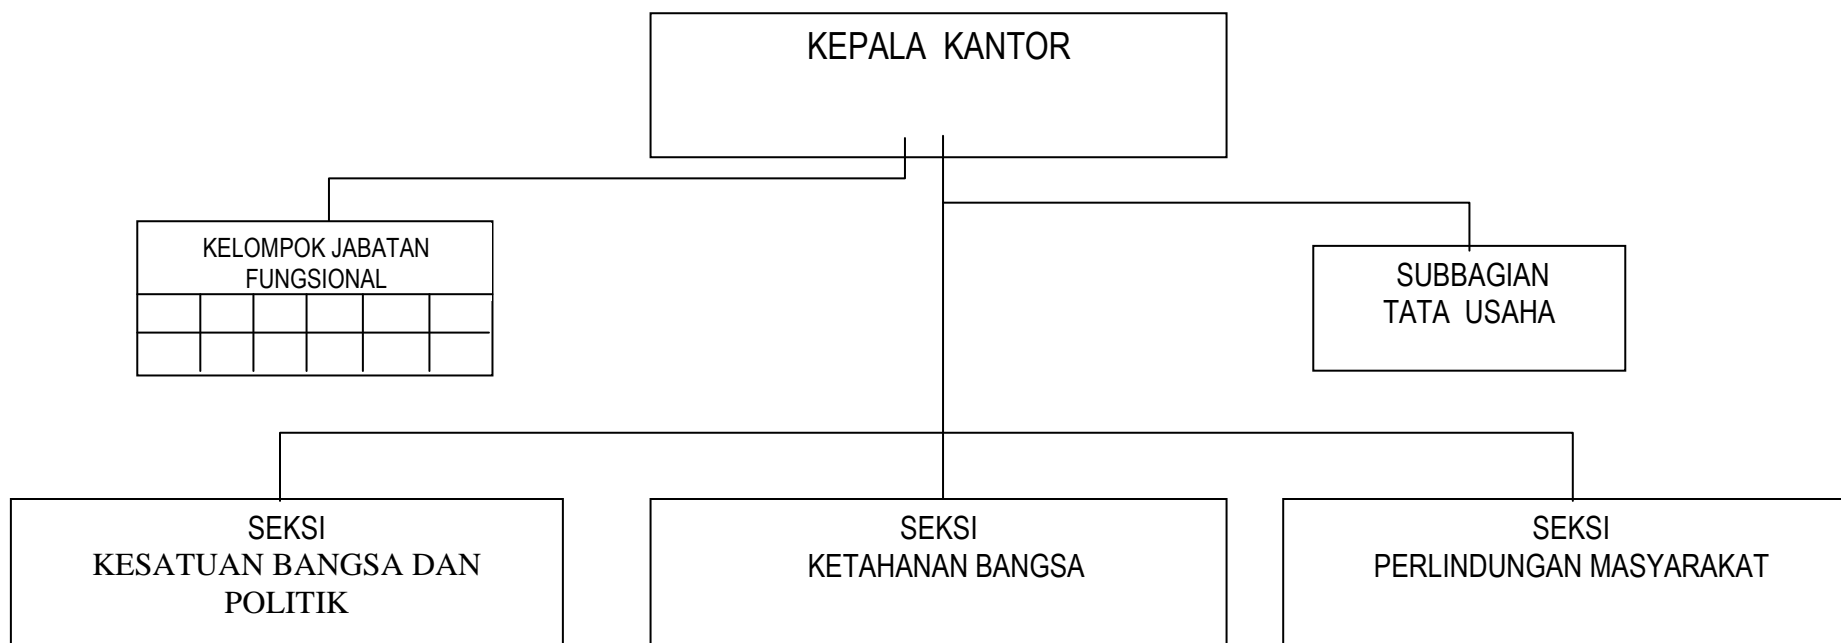 KEPALA KANTOR
KELOMPOK JABATAN
FUNGSIONAL
SUBBAGIAN
TATA USAHA
SEKSI
KESATUAN BANGSA DAN
POLITIK
SEKSI
KETAHANAN BANGSA
SEKSI
PERLINDUNGAN MASYARAKAT